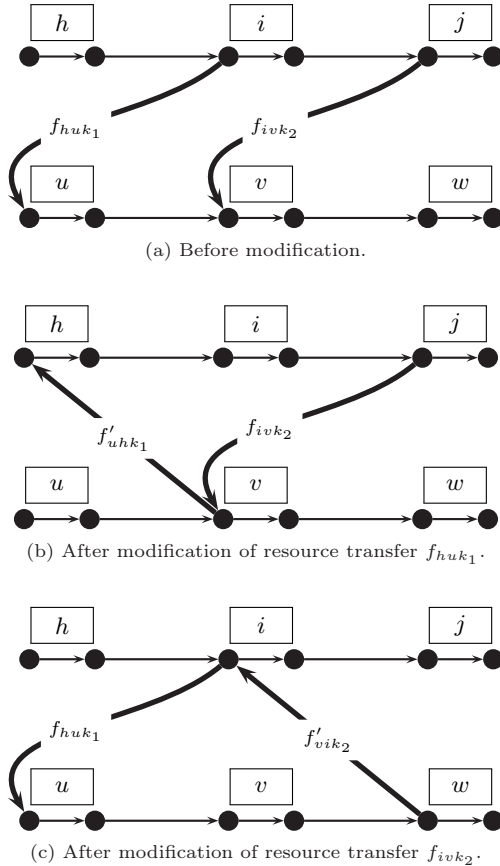 h i j
f_{huk_1} f_{ivk_2}
u v w
(a) Before modification.
h i j
f'_{uhk_1} f_{ivk_2}
u v w
(b) After modification of resource transfer f_{huk_1}.
h i j
f_{huk_1} f'_{vik_2}
u v w
(c) After modification of resource transfer f_{ivk_2}.